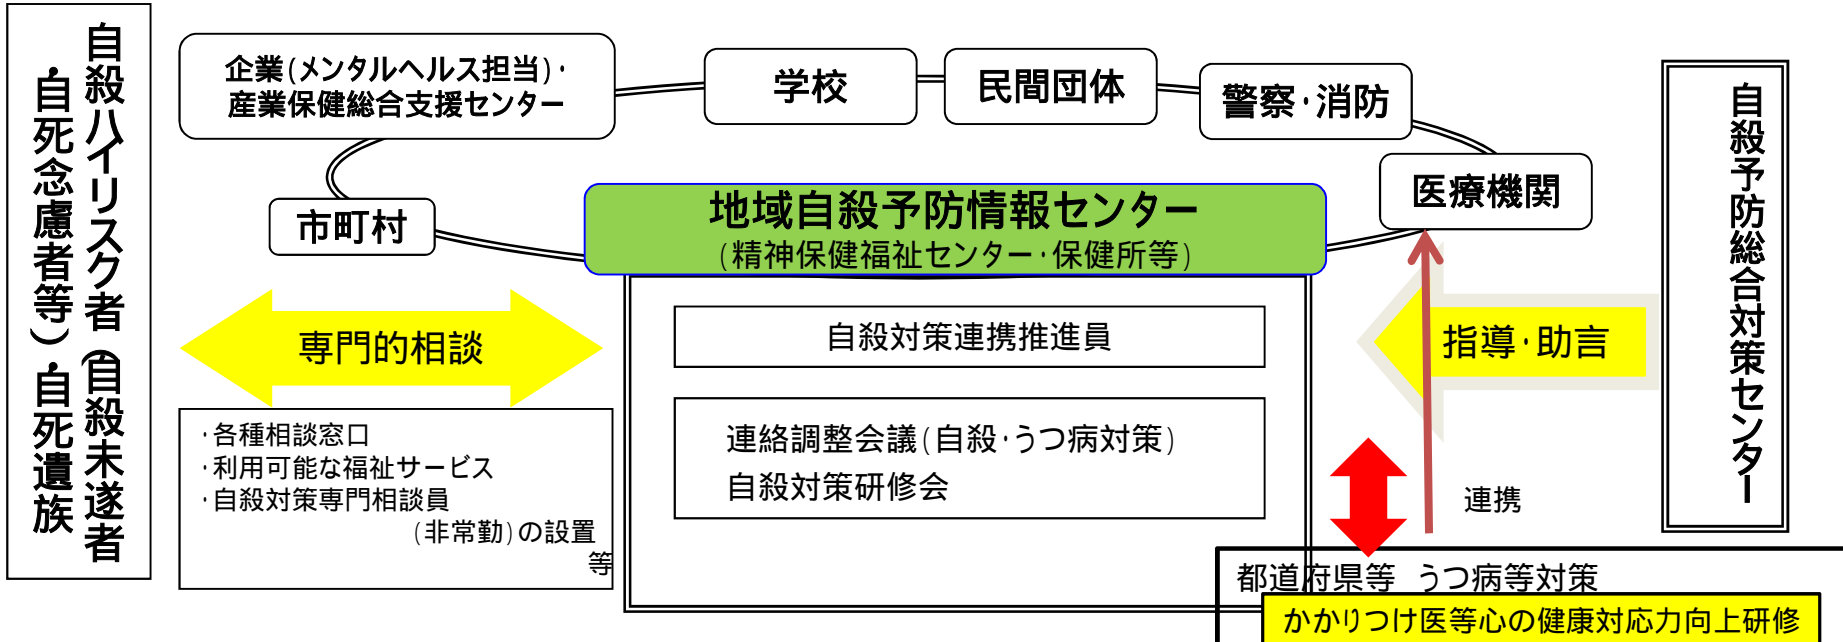 自殺ハイリスク者(自殺未遂者
・自死念慮者等)・自死遺族
企業(メンタルヘルス担当)・
産業保健総合支援センター
学校
民間団体
警察・消防
医療機関
市町村
地域自殺予防情報センター
(精神保健福祉センター・保健所等)
専門的相談
・各種相談窓口
・利用可能な福祉サービス
・自殺対策専門相談員
(非常勤)の設置
等
自殺対策連携推進員
連絡調整会議(自殺・うつ病対策)
自殺対策研修会
指導・助言
自殺予防総合対策センター
連携
都道府県等　うつ病等対策
かかりつけ医等心の健康対応力向上研修